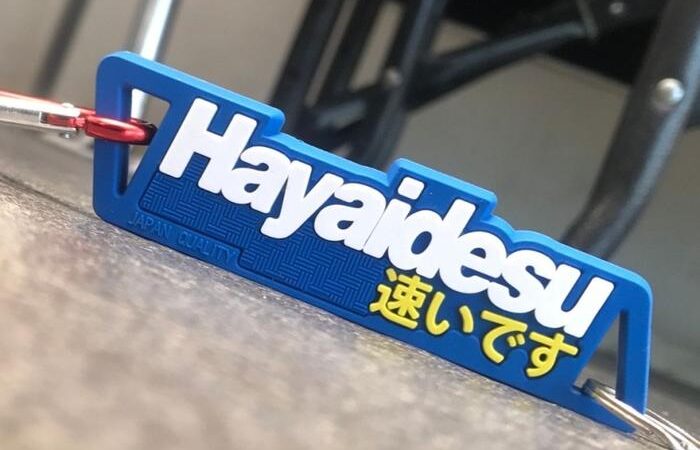 Hayaidesu
速いです
JAPAN QUALITY